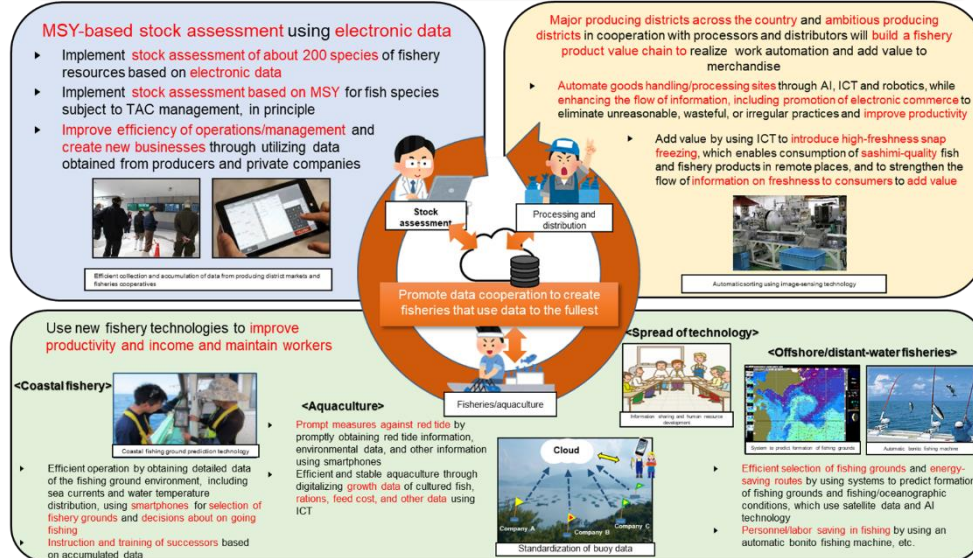 MSY-based stock assessment using electronic data
▸ Implement stock assessment of about 200 species of fishery
resources based on electronic data
▸ Implement stock assessment based on MSY for fish species
subject to TAC management, in principle
▸ Improve efficiency of operations/management and
create new businesses through utilizing data
obtained from producers and private companies
Efficient collection and accumulation of data from producing district markets and
fisheries cooperatives
Major producing districts across the country and ambitious producing
districts in cooperation with processors and distributors will build a fishery
product value chain to realize work automation and add value to
merchandise
▸ Automate goods handling/processing sites through AI, ICT and robotics, while
enhancing the flow of information, including promotion of electronic commerce to
eliminate unreasonable, wasteful, or irregular practices and improve productivity
▸ Add value by using ICT to introduce high-freshness snap
freezing, which enables consumption of sashimi-quality fish
and fishery products in remote places, and to strengthen the
flow of information on freshness to consumers to add value
Automatic sorting using image-sensing technology
Stock
assessment
Processing and
distribution
Promote data cooperation to create
fisheries that use data to the fullest
Fisheries/aquaculture
Use new fishery technologies to improve
productivity and income and maintain workers
<Coastal fishery>
Coastal fishing ground prediction technology
▸ Efficient operation by obtaining detailed data
of the fishing ground environment, including
sea currents and water temperature
distribution, using smartphones for selection of
fishery grounds and decisions about on going
fishing
▸ Instruction and training of successors based
on accumulated data
<Aquaculture>
▸ Prompt measures against red tide by
promptly obtaining red tide information,
environmental data, and other information
using smartphones
▸ Efficient and stable aquaculture through
digitalizing growth data of cultured fish,
rations, feed cost, and other data using
ICT
Cloud
Company A
Company B
Company C
Standardization of buoy data
<Spread of technology>
Information sharing and human resource
development
<Offshore/distant-water fisheries>
System to predict formation of fishing grounds
Automatic bonito fishing machine
▸ Efficient selection of fishing grounds and energy-
saving routes by using systems to predict formation
of fishing grounds and fishing/oceanographic
conditions, which use satellite data and AI
technology
▸ Personnel/labor saving in fishing by using an
automatic bonito fishing machine, etc.